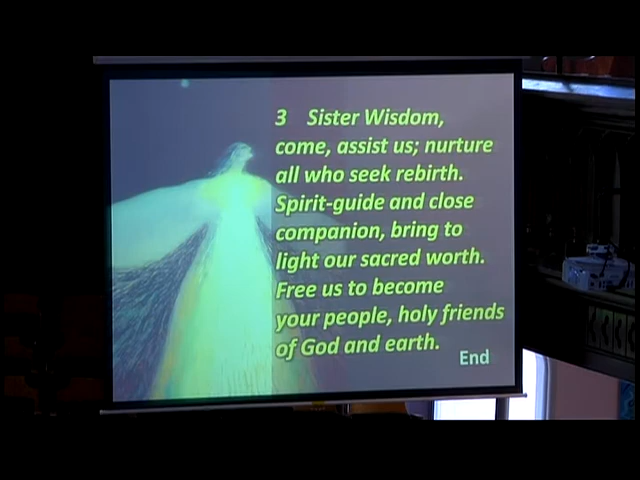 3 Sister Wisdom,
come, assist us; nurture
all who seek rebirth.
Spirit-guide and close
companion, bring to
light our sacred worth.
Free us to become
your people, holy friends
of God and earth.
End